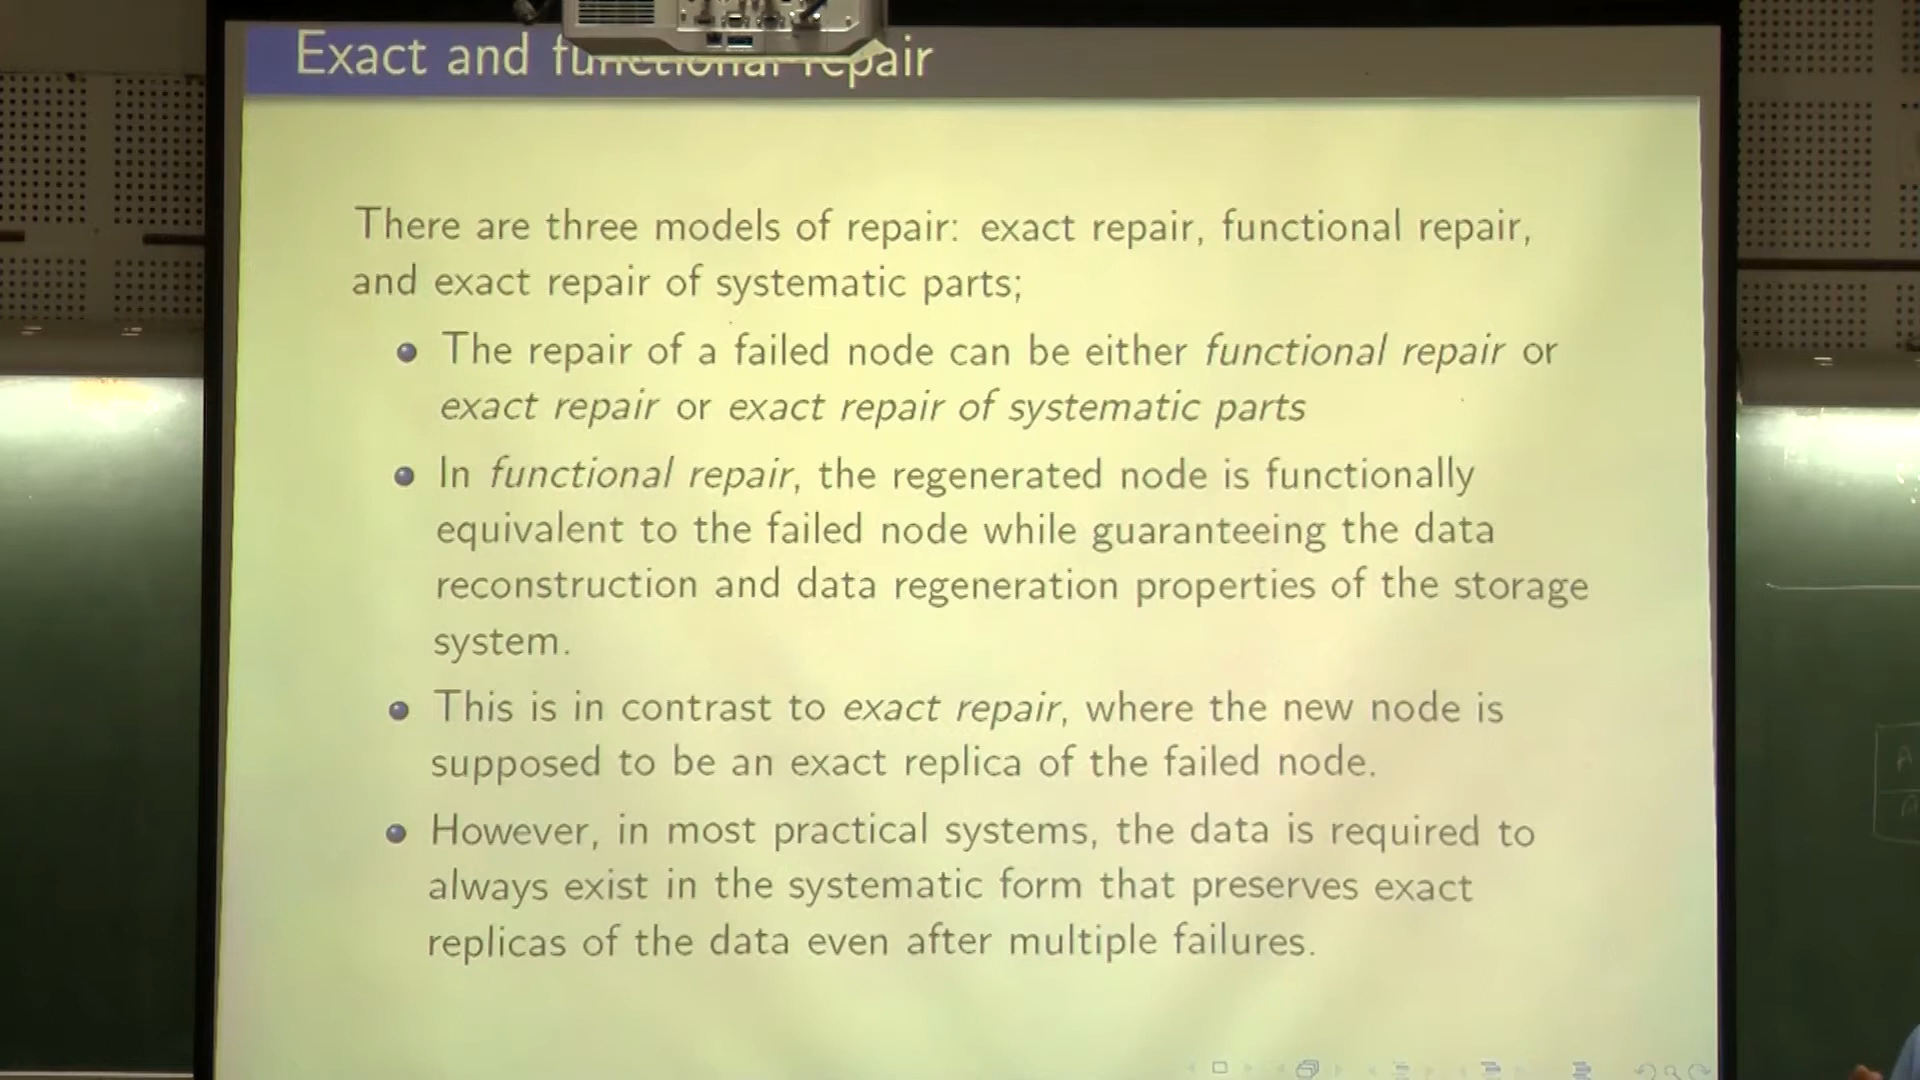 Exact and functional repair
There are three models of repair: exact repair, functional repair,
and exact repair of systematic parts;
The repair of a failed node can be either functional repair or
exact repair or exact repair of systematic parts
In functional repair, the regenerated node is functionally
equivalent to the failed node while guaranteeing the data
reconstruction and data regeneration properties of the storage
system.
This is in contrast to exact repair, where the new node is
supposed to be an exact replica of the failed node.
However, in most practical systems, the data is required to
always exist in the systematic form that preserves exact
replicas of the data even after multiple failures.